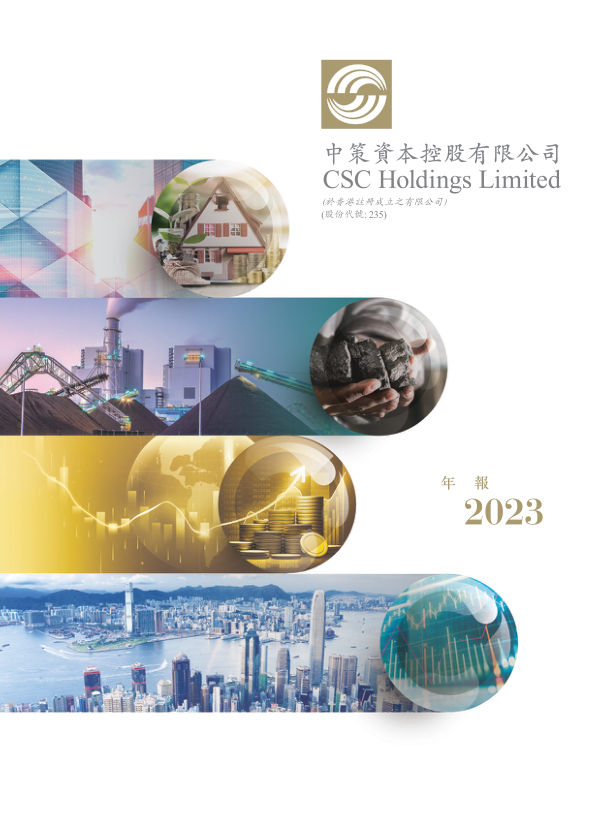 中策資本控股有限公司
CSC Holdings Limited
(於香港註冊成立之有限公司)
(股份代號: 235)
年 報
2023